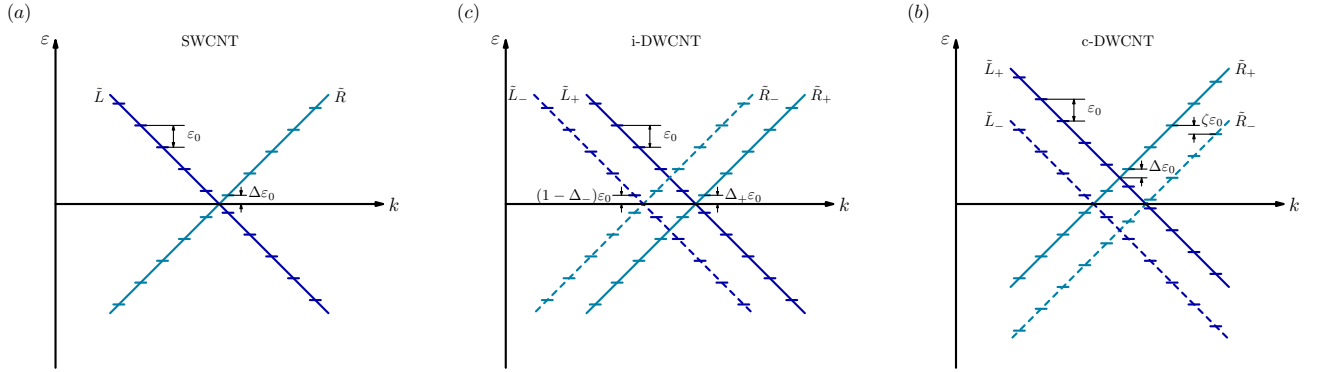 (a)
SWCNT
ε
L̃
R̃
ε₀
Δε₀
k
(c)
i-DWCNT
ε
L̃₋
L̃₊
R̃₋
R̃₊
ε₀
(1 − Δ₋)ε₀
Δ₊ε₀
k
(b)
c-DWCNT
ε
L̃₊
R̃₊
ε₀
L̃₋
ζε₀
R̃₋
Δε₀
k